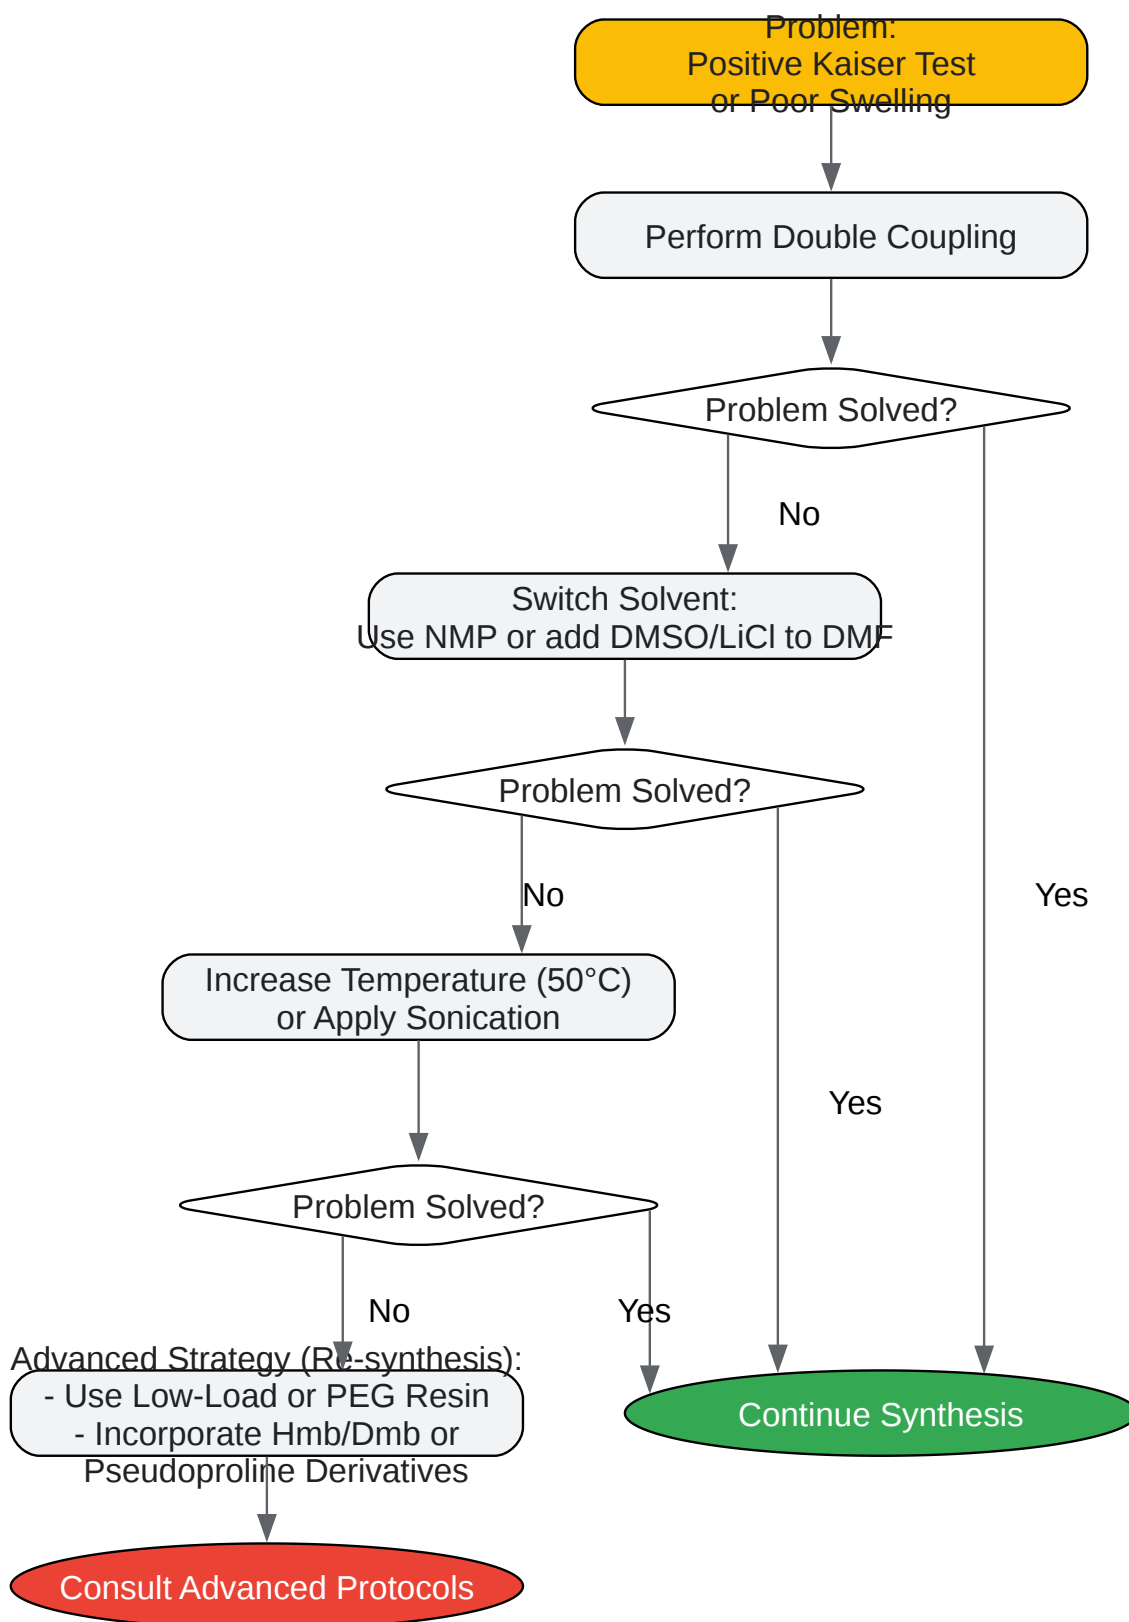 Problem:
Positive Kaiser Test
or Poor Swelling
Perform Double Coupling
Problem Solved?
No
Switch Solvent:
Use NMP or add DMSO/LiCl to DMF
Problem Solved?
No
Yes
Increase Temperature (50°C)
or Apply Sonication
Yes
Problem Solved?
No
Yes
Advanced Strategy (Re-synthesis):
- Use Low-Load or PEG Resin
- Incorporate Hmb/Dmb or
Pseudoproline Derivatives
Continue Synthesis
Consult Advanced Protocols